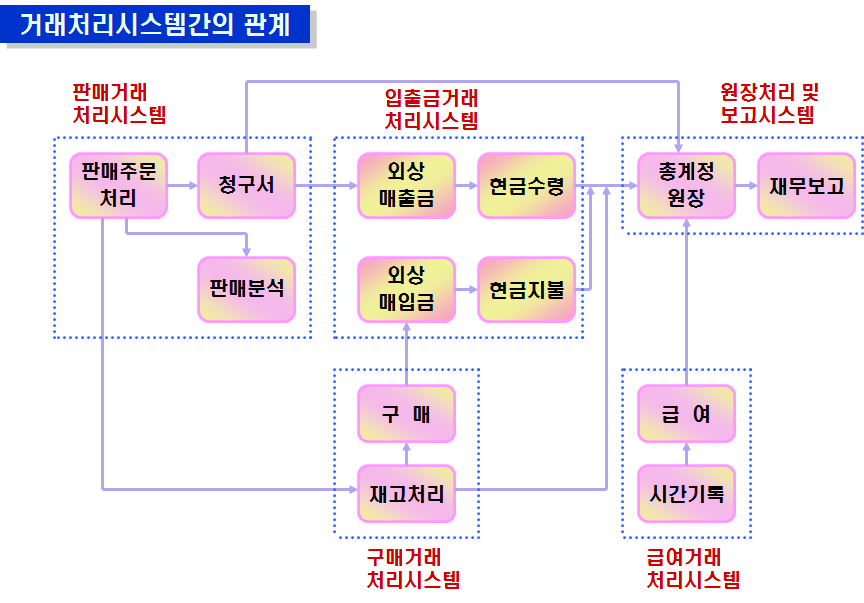 거래처리시스템간의 관계
판매거래
처리시스템
입출금거래
처리시스템
원장처리 및
보고시스템
판매주문
처리
청구서
외상
매출금
현금수령
총계정
원장
재무보고
판매분석
외상
매입금
현금지불
구 매
급 여
재고처리
시간기록
구매거래
처리시스템
급여거래
처리시스템